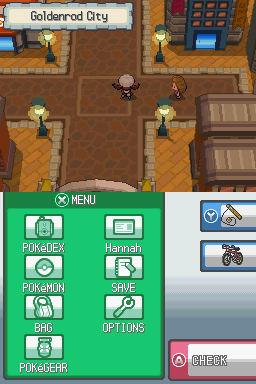 Goldenrod City
MENU
POKéDEX
Hannah
POKéMON
SAVE
BAG
OPTIONS
POKéGEAR
Y
A CHECK